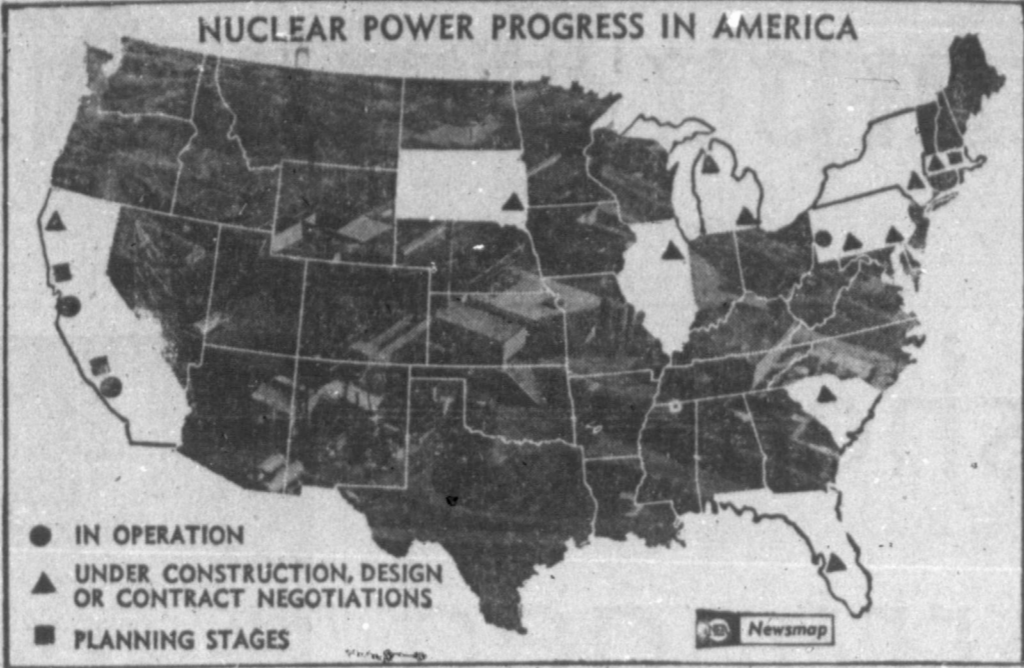 NUCLEAR POWER PROGRESS IN AMERICA
IN OPERATION
UNDER CONSTRUCTION, DESIGN
OR CONTRACT NEGOTIATIONS
PLANNING STAGES
Newsmap